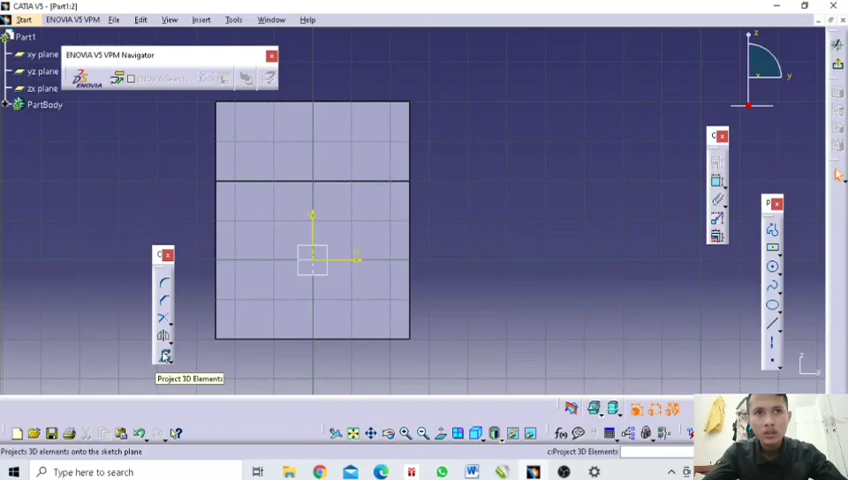 CATIA V5 - [Part1:2]
Start ENOVIA V5 VPM File Edit View Insert Tools Window Help
Part1
xy plane
yz plane
zx plane
PartBody
ENOVIA V5 VPM Navigator
ENOVIA
z
x
y
C
P
C
Project 3D Elements
z
y
Projects 3D elements onto the sketch plane
c:Project 3D Elements
Type here to search